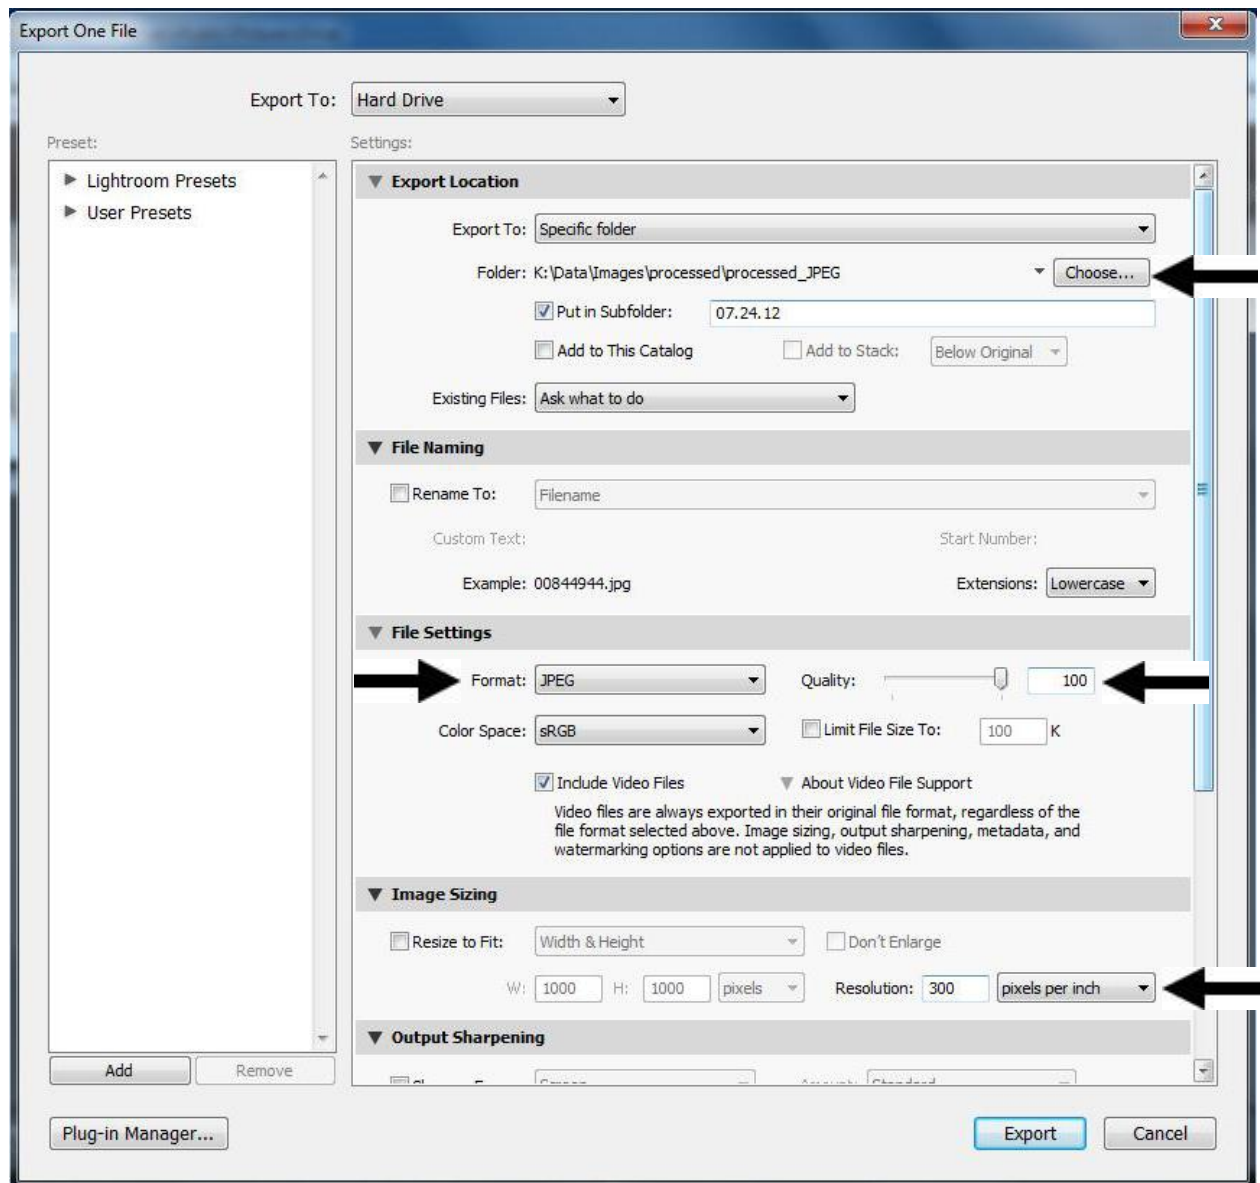 Export One File
Export To: Hard Drive
Preset:
Settings:
Lightroom Presets
User Presets
Export Location
Export To: Specific folder
Folder: K:\Data\Images\processed\processed_JPEG Choose...
Put in Subfolder: 07.24.12
Add to This Catalog Add to Stack: Below Original
Existing Files: Ask what to do
File Naming
Rename To: Filename
Custom Text: Start Number:
Example: 00844944.jpg Extensions: Lowercase
File Settings
Format: JPEG Quality: 100
Color Space: sRGB Limit File Size To: 100 K
Include Video Files About Video File Support
Video files are always exported in their original file format, regardless of the
file format selected above. Image sizing, output sharpening, metadata, and
watermarking options are not applied to video files.
Image Sizing
Resize to Fit: Width & Height Don't Enlarge
W: 1000 H: 1000 pixels Resolution: 300 pixels per inch
Output Sharpening
Add Remove
Plug-in Manager... Export Cancel